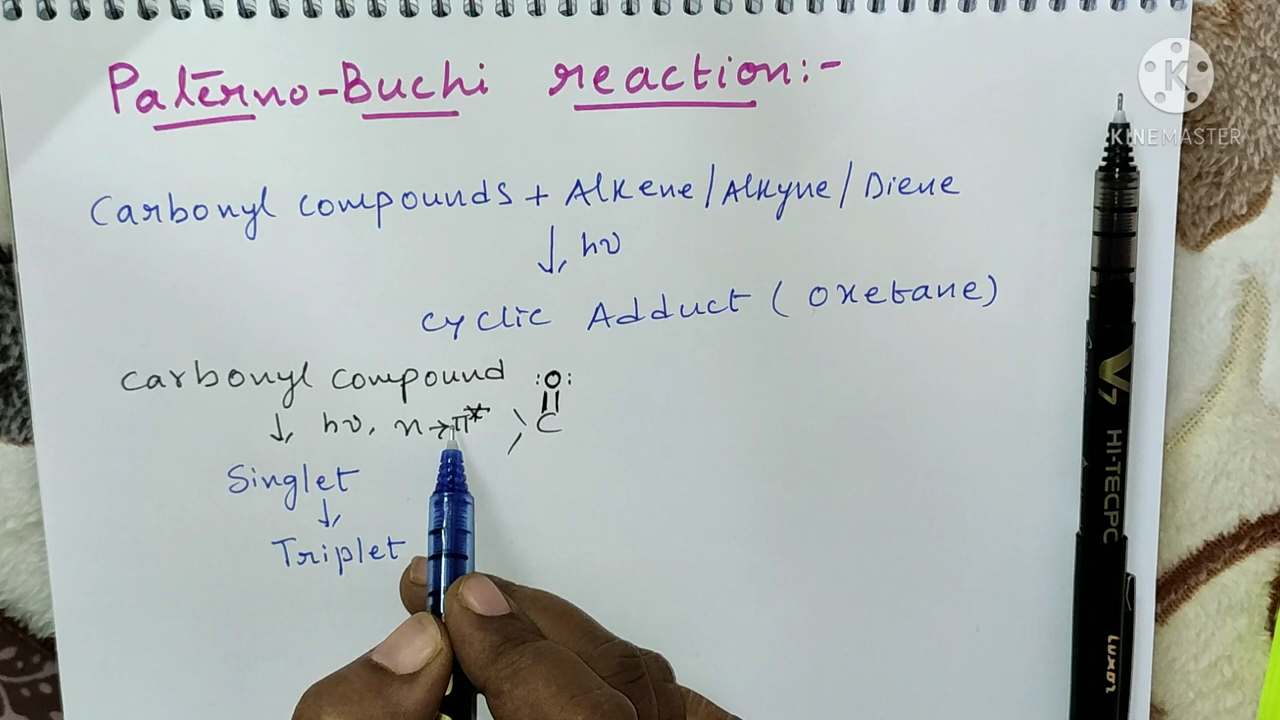 Paterno-Buchi reaction:-
KINEMASTER
Carbonyl compounds + Alkene/Alkyne/Diene
↓, hν
cyclic Adduct (Oxetane)
carbonyl compound :O:
||
↓, hν, n→π* C
Singlet
↓
Triplet
V7
HI-TECPC
LUXOR